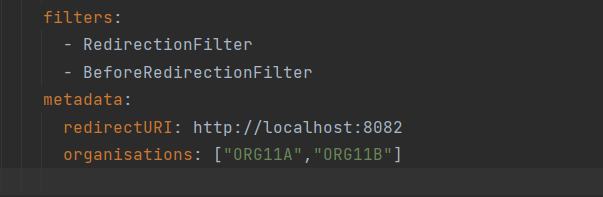 filters:
- RedirectionFilter
- BeforeRedirectionFilter
metadata:
redirectURI: http://localhost:8082
organisations: ["ORG11A","ORG11B"]